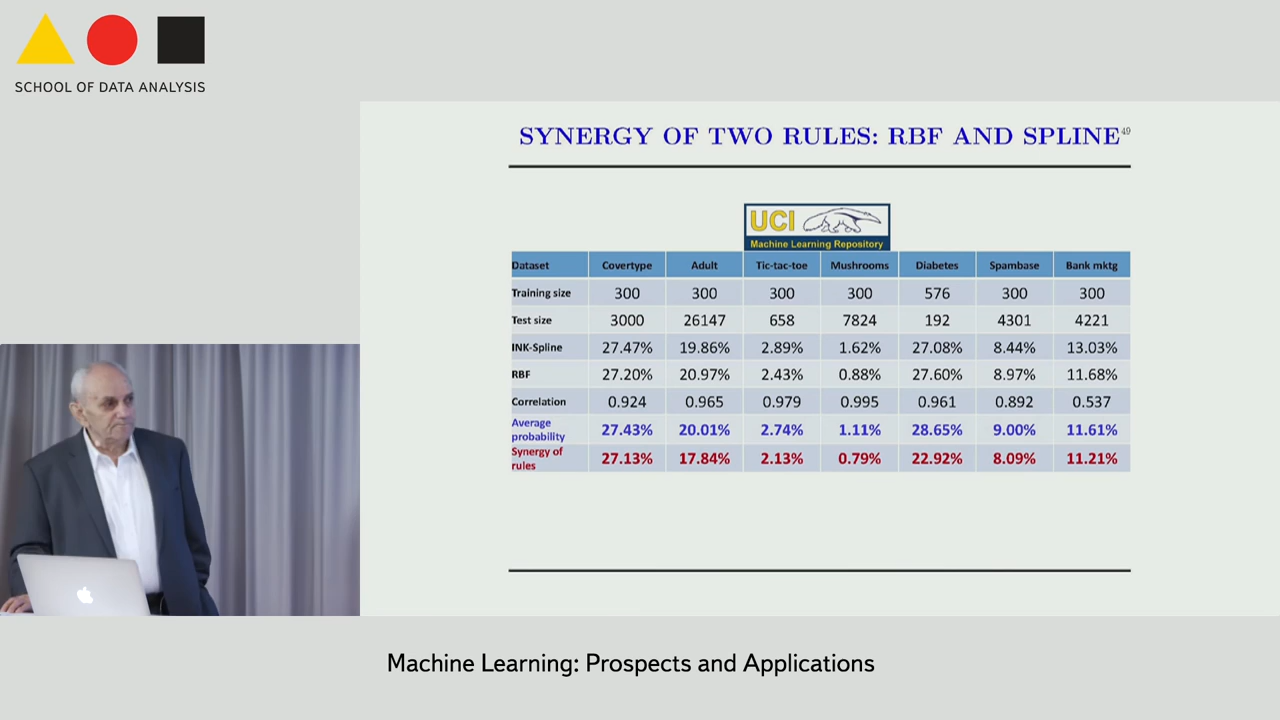 SCHOOL OF DATA ANALYSIS
SYNERGY OF TWO RULES: RBF AND SPLINE
UCI
Machine Learning Repository
Dataset Covertype Adult Tic-tac-toe Mushrooms Diabetes Spambase Bank mktg
Training size 300 300 300 300 576 300 300
Test size 3000 26147 658 7824 192 4301 4221
INK-Spline 27.47% 19.86% 2.89% 1.62% 27.08% 8.44% 13.03%
RBF 27.20% 20.97% 2.43% 0.88% 27.60% 8.97% 11.68%
Correlation 0.924 0.965 0.979 0.995 0.961 0.892 0.537
Average probability 27.43% 20.01% 2.74% 1.11% 28.65% 9.00% 11.61%
Synergy of rules 27.13% 17.84% 2.13% 0.79% 22.92% 8.09% 11.21%
Machine Learning: Prospects and Applications